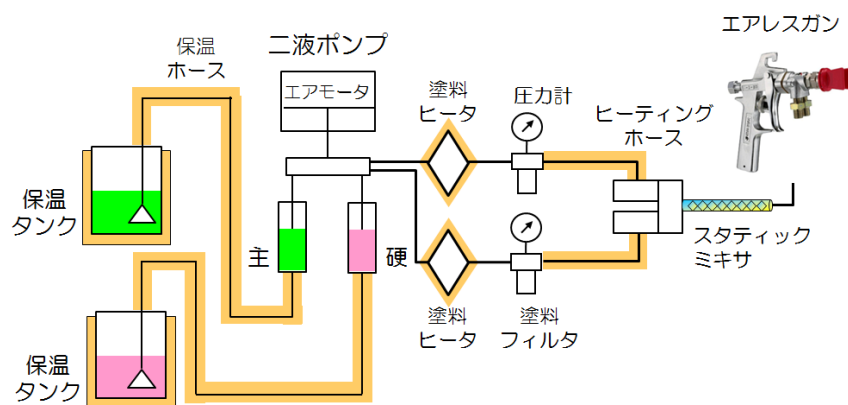 エアレスガン
二液ポンプ
保温
ホース
エアモータ
塗料
ヒータ
圧力計
ヒーティング
ホース
保温
タンク
主
硬
スタティック
ミキサ
塗料
ヒータ
塗料
フィルタ
保温
タンク